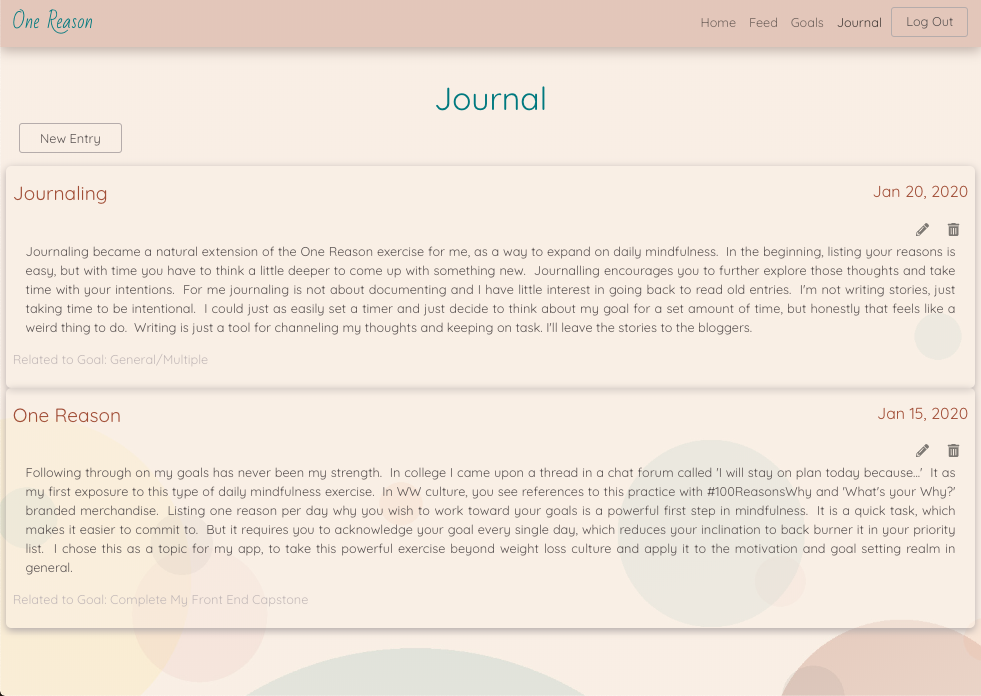 One Reason
Home Feed Goals Journal Log Out
Journal
New Entry
Journaling
Jan 20, 2020
Journaling became a natural extension of the One Reason exercise for me, as a way to expand on daily mindfulness. In the beginning, listing your reasons is
easy, but with time you have to think a little deeper to come up with something new. Journalling encourages you to further explore those thoughts and take
time with your intentions. For me journaling is not about documenting and I have little interest in going back to read old entries. I'm not writing stories, just
taking time to be intentional. I could just as easily set a timer and just decide to think about my goal for a set amount of time, but honestly that feels like a
weird thing to do. Writing is just a tool for channeling my thoughts and keeping on task. I'll leave the stories to the bloggers.
Related to Goal: General/Multiple
One Reason
Jan 15, 2020
Following through on my goals has never been my strength. In college I came upon a thread in a chat forum called 'I will stay on plan today because...' It as
my first exposure to this type of daily mindfulness exercise. In WW culture, you see references to this practice with #100ReasonsWhy and 'What's your Why?'
branded merchandise. Listing one reason per day why you wish to work toward your goals is a powerful first step in mindfulness. It is a quick task, which
makes it easier to commit to. But it requires you to acknowledge your goal every single day, which reduces your inclination to back burner it in your priority
list. I chose this as a topic for my app, to take this powerful exercise beyond weight loss culture and apply it to the motivation and goal setting realm in
general.
Related to Goal: Complete My Front End Capstone